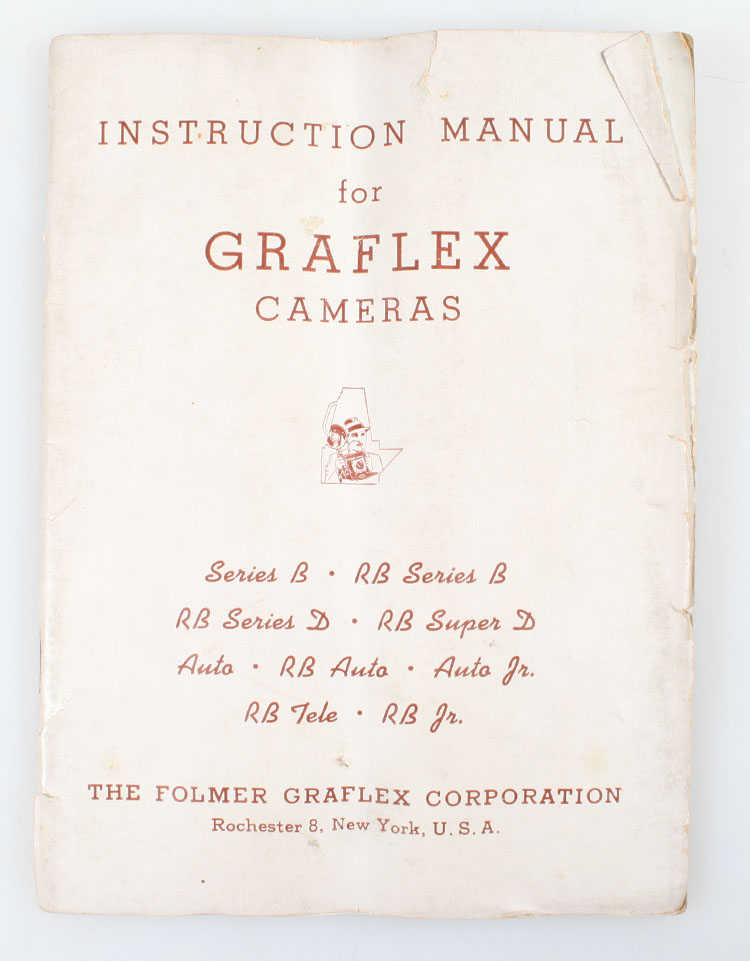 INSTRUCTION MANUAL
for
GRAFLEX
CAMERAS
Series B • RB Series B
RB Series D • RB Super D
Auto • RB Auto • Auto Jr.
RB Tele • RB Jr.
THE FOLMER GRAFLEX CORPORATION
Rochester 8, New York, U. S. A.